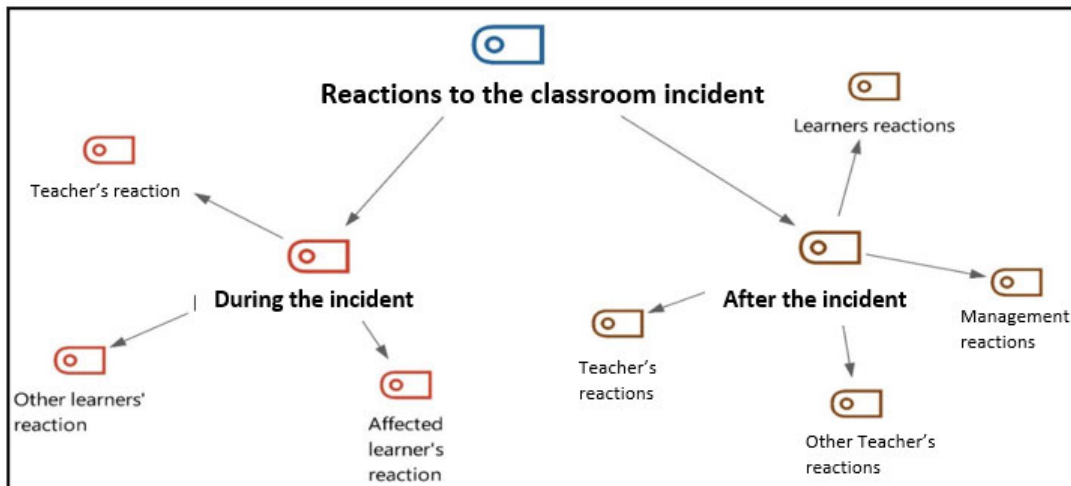 Reactions to the classroom incident
Learners reactions
Teacher's reaction
During the incident
After the incident
Management
reactions
Teacher's
reactions
Other learners'
reaction
Affected
learner's
reaction
Other Teacher's
reactions